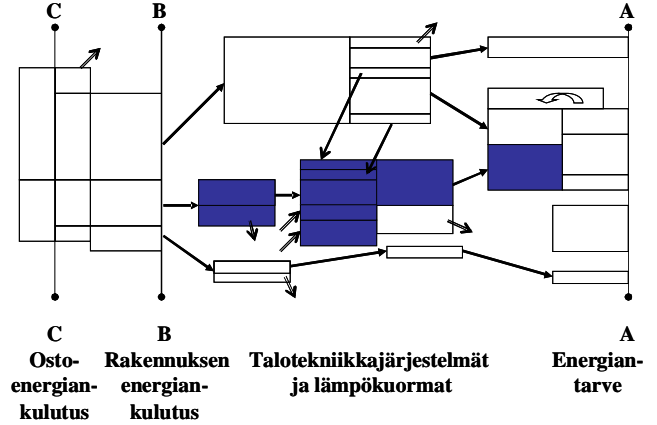 C B A
C B A
Osto- Rakennuksen Talotekniikkajärjestelmät Energian-
energian- energian- ja lämpökuormat tarve
kulutus kulutus